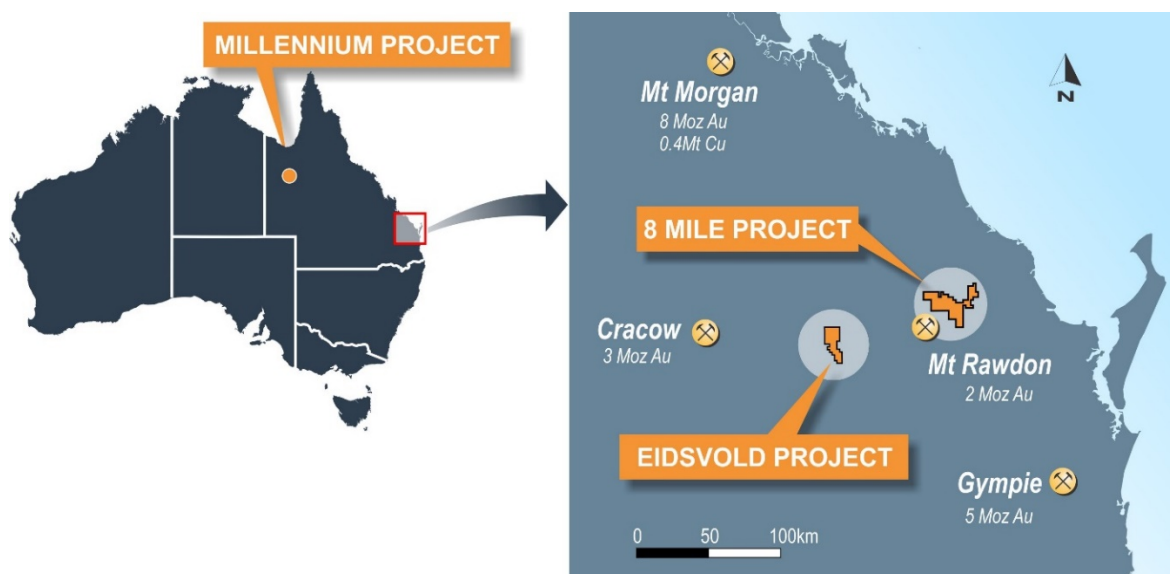 MILLENNIUM PROJECT
Mt Morgan
8 Moz Au
0.4Mt Cu
N
8 MILE PROJECT
Cracow
3 Moz Au
Mt Rawdon
2 Moz Au
EIDSVOLD PROJECT
Gympie
5 Moz Au
0 50 100km